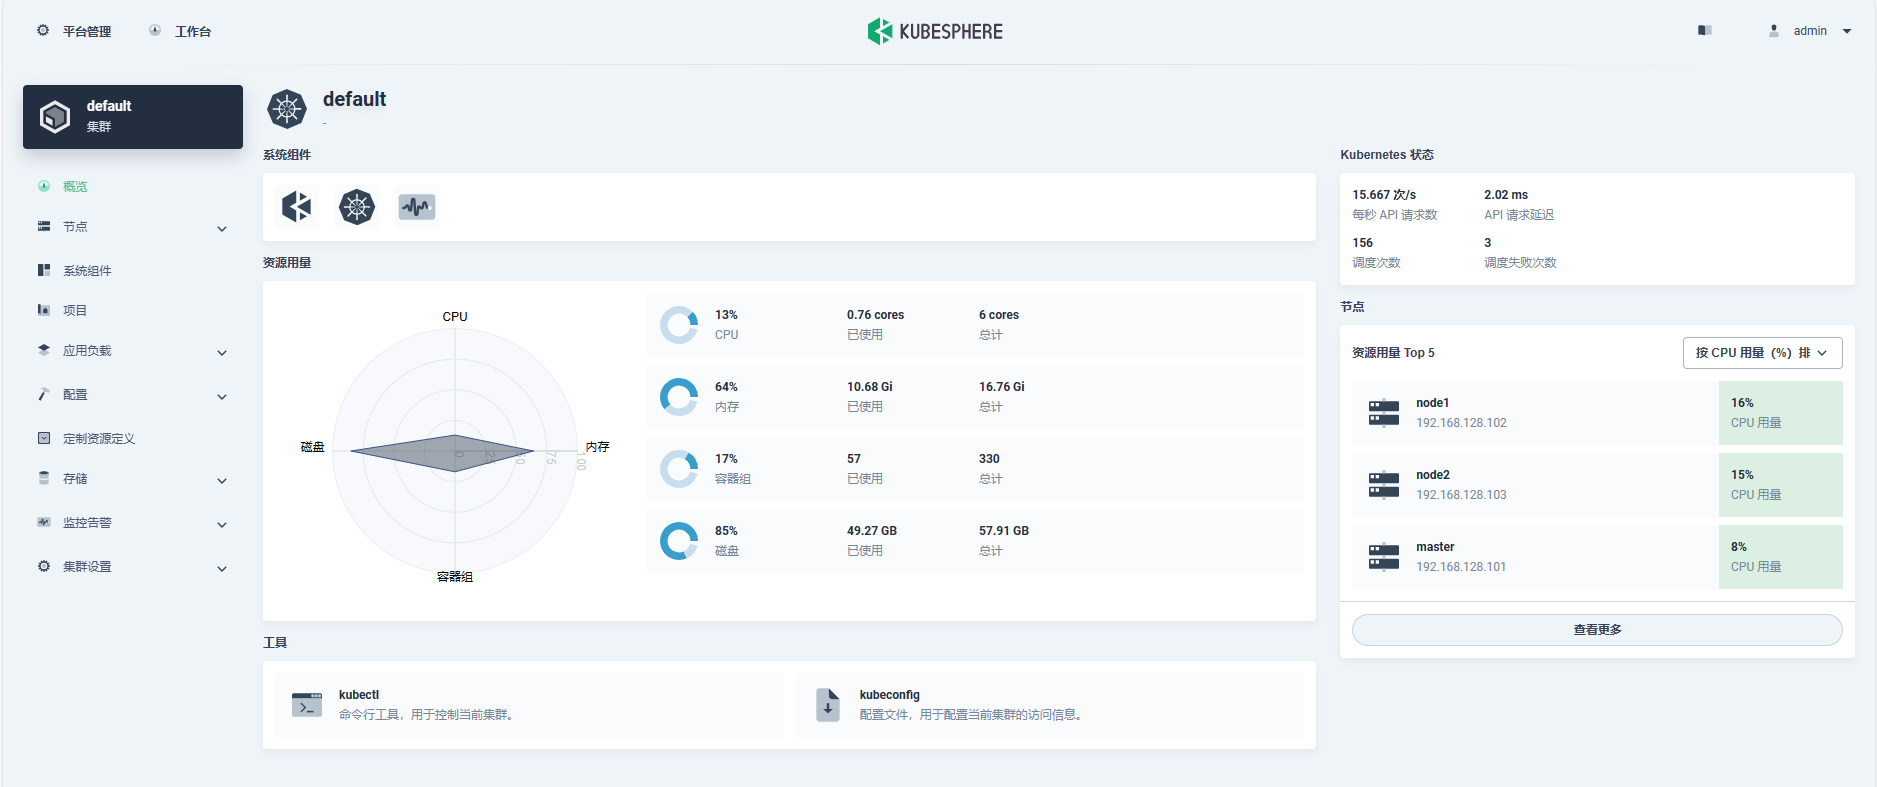 平台管理
工作台
KUBESPHERE
admin
default
集群
概览
节点
系统组件
项目
应用负载
配置
定制资源定义
存储
监控告警
集群设置
default
-
系统组件
资源用量
CPU
内存
容器组
磁盘
0 25 50 75 100
13% 0.76 cores 6 cores
CPU 已使用 总计
64% 10.68 Gi 16.76 Gi
内存 已使用 总计
17% 57 330
容器组 已使用 总计
85% 49.27 GB 57.91 GB
磁盘 已使用 总计
工具
kubectl
命令行工具，用于控制当前集群。
kubeconfig
配置文件，用于配置当前集群的访问信息。
Kubernetes 状态
15.667 次/s 2.02 ms
每秒 API 请求数 API 请求延迟
156 3
调度次数 调度失败次数
节点
资源用量 Top 5
按 CPU 用量（%）排
node1 16%
192.168.128.102 CPU 用量
node2 15%
192.168.128.103 CPU 用量
master 8%
192.168.128.101 CPU 用量
查看更多